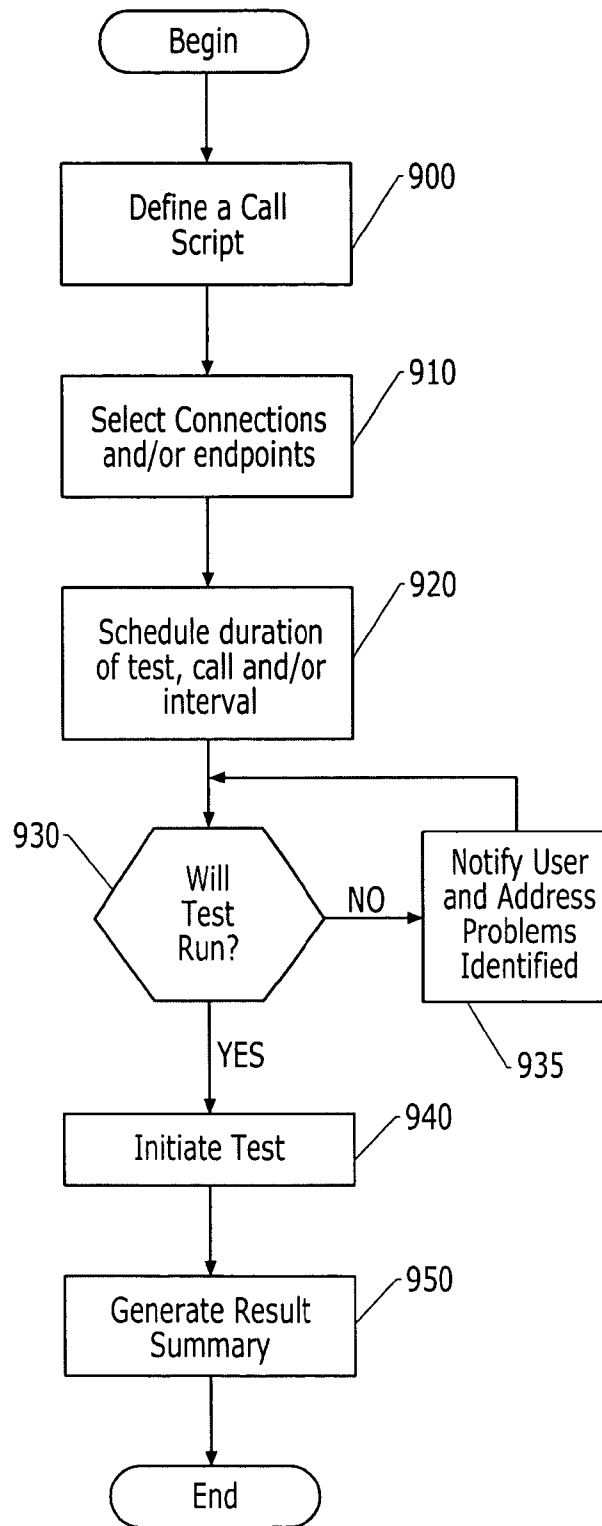 Begin
900
Define a Call
Script
910
Select Connections
and/or endpoints
920
Schedule duration
of test, call and/or
interval
930
Will
Test
Run?
NO
Notify User
and Address
Problems
Identified
935
YES
940
Initiate Test
950
Generate Result
Summary
End